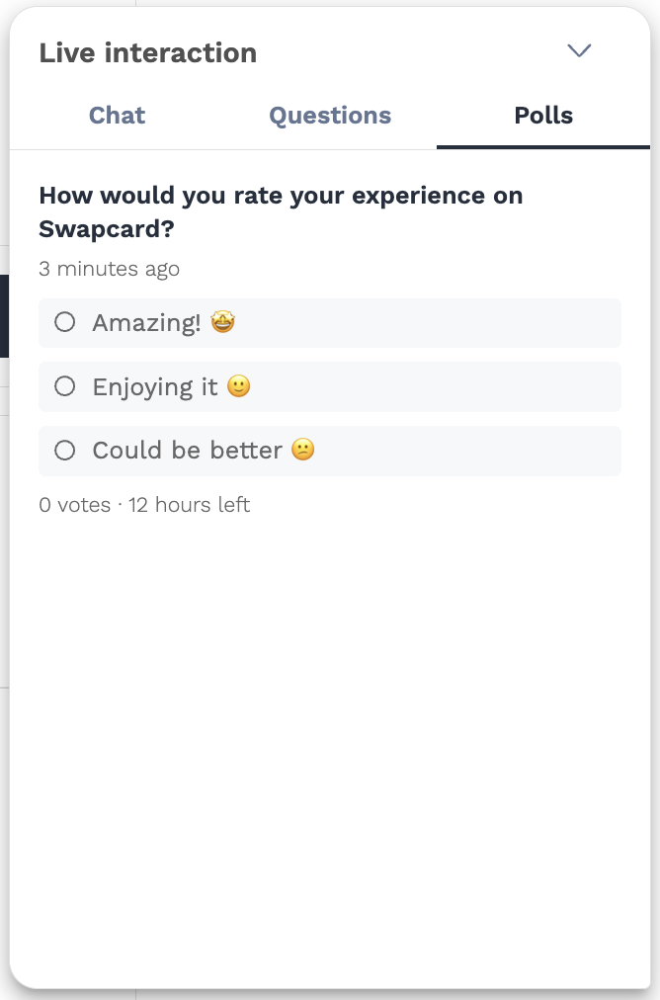 Live interaction
Chat Questions Polls
How would you rate your experience on
Swapcard?
3 minutes ago
Amazing! 🤩
Enjoying it 🙂
Could be better 😕
0 votes · 12 hours left